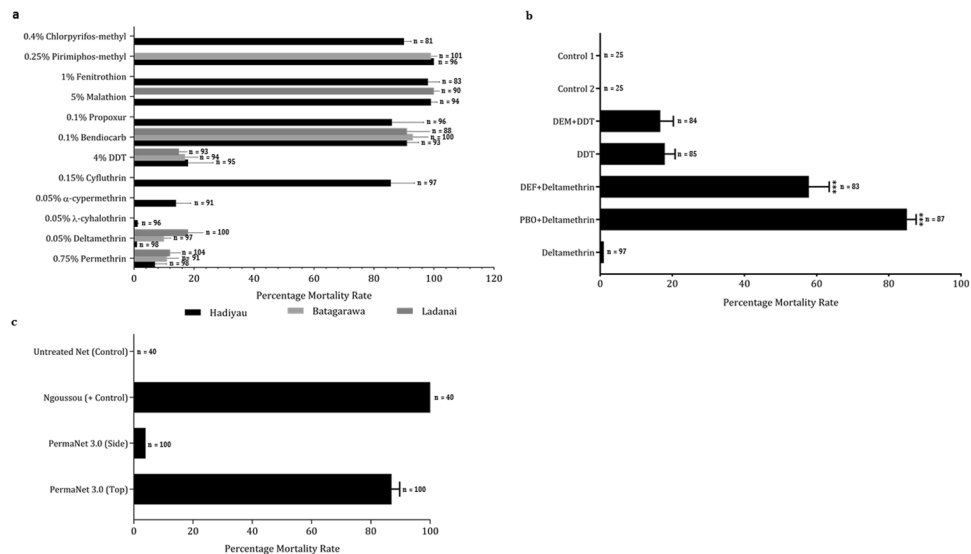 a
0.4% Chlorpyrifos-methyl
n = 81
0.25% Pirimiphos-methyl
n = 101
n = 96
1% Fenitrothion
n = 83
5% Malathion
n = 90
n = 94
0.1% Propoxur
n = 96
0.1% Bendiocarb
n = 88
n = 100
n = 93
4% DDT
n = 93
n = 94
n = 95
0.15% Cyfluthrin
n = 97
0.05% α-cypermethrin
n = 91
0.05% λ-cyhalothrin
n = 96
0.05% Deltamethrin
n = 100
n = 97
n = 98
0.75% Permethrin
n = 104
n = 91
n = 98
0 20 40 60 80 100 120
Percentage Mortality Rate
Hadiyau Batagarawa Ladanai
b
Control 1
n = 25
Control 2
n = 25
DEM+DDT
n = 84
DDT
n = 85
DEF+Deltamethrin
*** n = 83
PBO+Deltamethrin
*** n = 87
Deltamethrin
n = 97
0 20 40 60 80 100
Percentage Mortality Rate
c
Untreated Net (Control)
n = 40
Ngoussou (+ Control)
n = 40
PermaNet 3.0 (Side)
n = 100
PermaNet 3.0 (Top)
n = 100
0 20 40 60 80 100
Percentage Mortality Rate